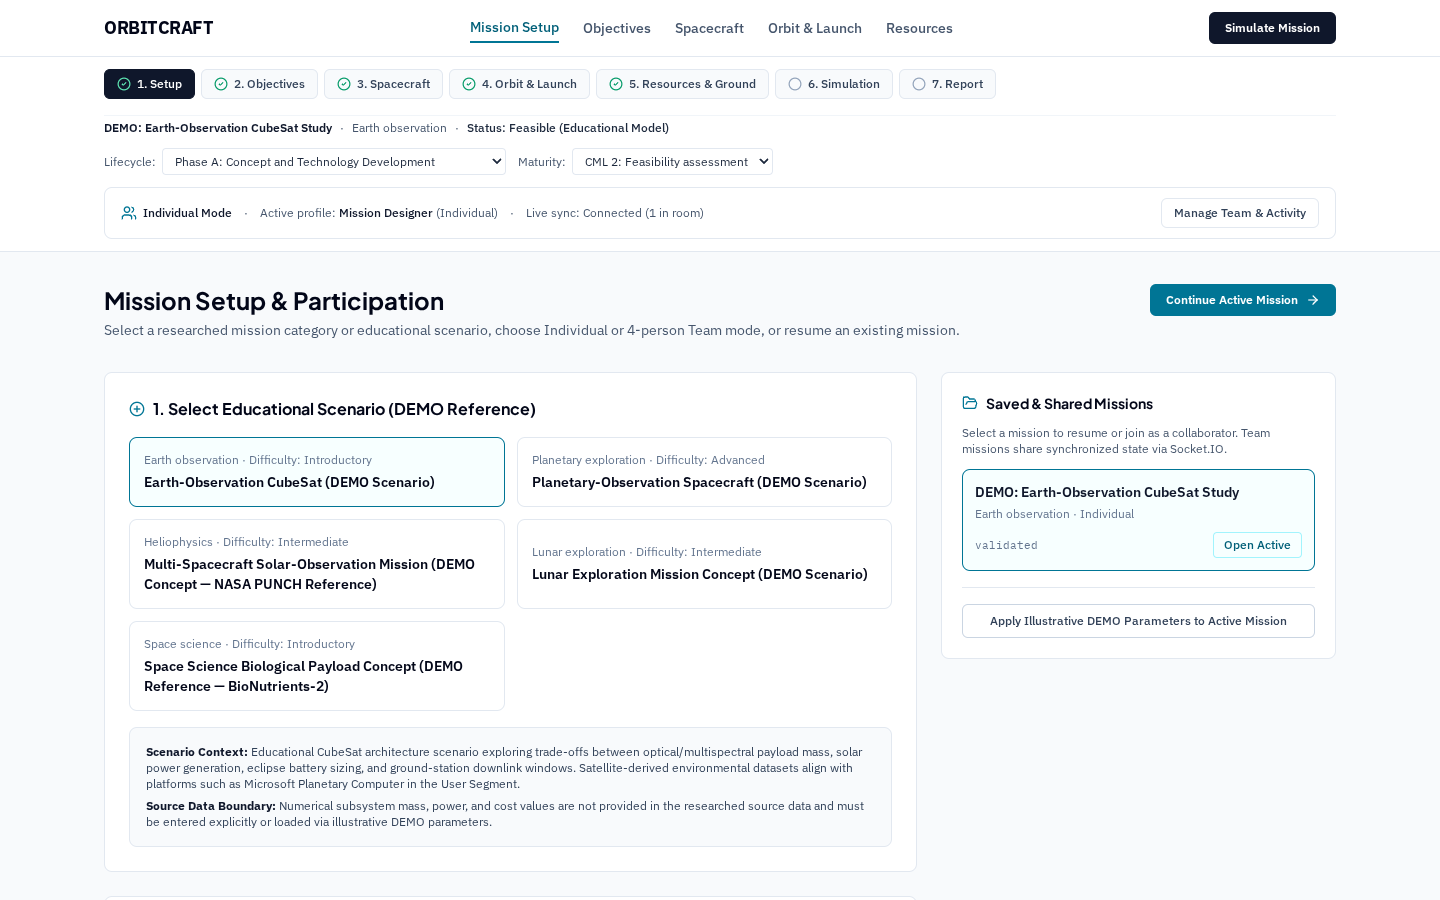 ORBITCRAFT
Mission Setup
Objectives
Spacecraft
Orbit & Launch
Resources
Simulate Mission
1. Setup
2. Objectives
3. Spacecraft
4. Orbit & Launch
5. Resources & Ground
6. Simulation
7. Report
DEMO: Earth-Observation CubeSat Study · Earth observation · Status: Feasible (Educational Model)
Lifecycle: Phase A: Concept and Technology Development Maturity: CML 2: Feasibility assessment
Individual Mode · Active profile: Mission Designer (Individual) · Live sync: Connected (1 in room)
Manage Team & Activity
Mission Setup & Participation
Select a researched mission category or educational scenario, choose Individual or 4-person Team mode, or resume an existing mission.
Continue Active Mission
1. Select Educational Scenario (DEMO Reference)
Earth observation · Difficulty: Introductory
Earth-Observation CubeSat (DEMO Scenario)
Planetary exploration · Difficulty: Advanced
Planetary-Observation Spacecraft (DEMO Scenario)
Heliophysics · Difficulty: Intermediate
Multi-Spacecraft Solar-Observation Mission (DEMO
Concept — NASA PUNCH Reference)
Lunar exploration · Difficulty: Intermediate
Lunar Exploration Mission Concept (DEMO Scenario)
Space science · Difficulty: Introductory
Space Science Biological Payload Concept (DEMO
Reference — BioNutrients-2)
Scenario Context: Educational CubeSat architecture scenario exploring trade-offs between optical/multispectral payload mass, solar
power generation, eclipse battery sizing, and ground-station downlink windows. Satellite-derived environmental datasets align with
platforms such as Microsoft Planetary Computer in the User Segment.
Source Data Boundary: Numerical subsystem mass, power, and cost values are not provided in the researched source data and must
be entered explicitly or loaded via illustrative DEMO parameters.
Saved & Shared Missions
Select a mission to resume or join as a collaborator. Team
missions share synchronized state via Socket.IO.
DEMO: Earth-Observation CubeSat Study
Earth observation · Individual
validated
Open Active
Apply Illustrative DEMO Parameters to Active Mission